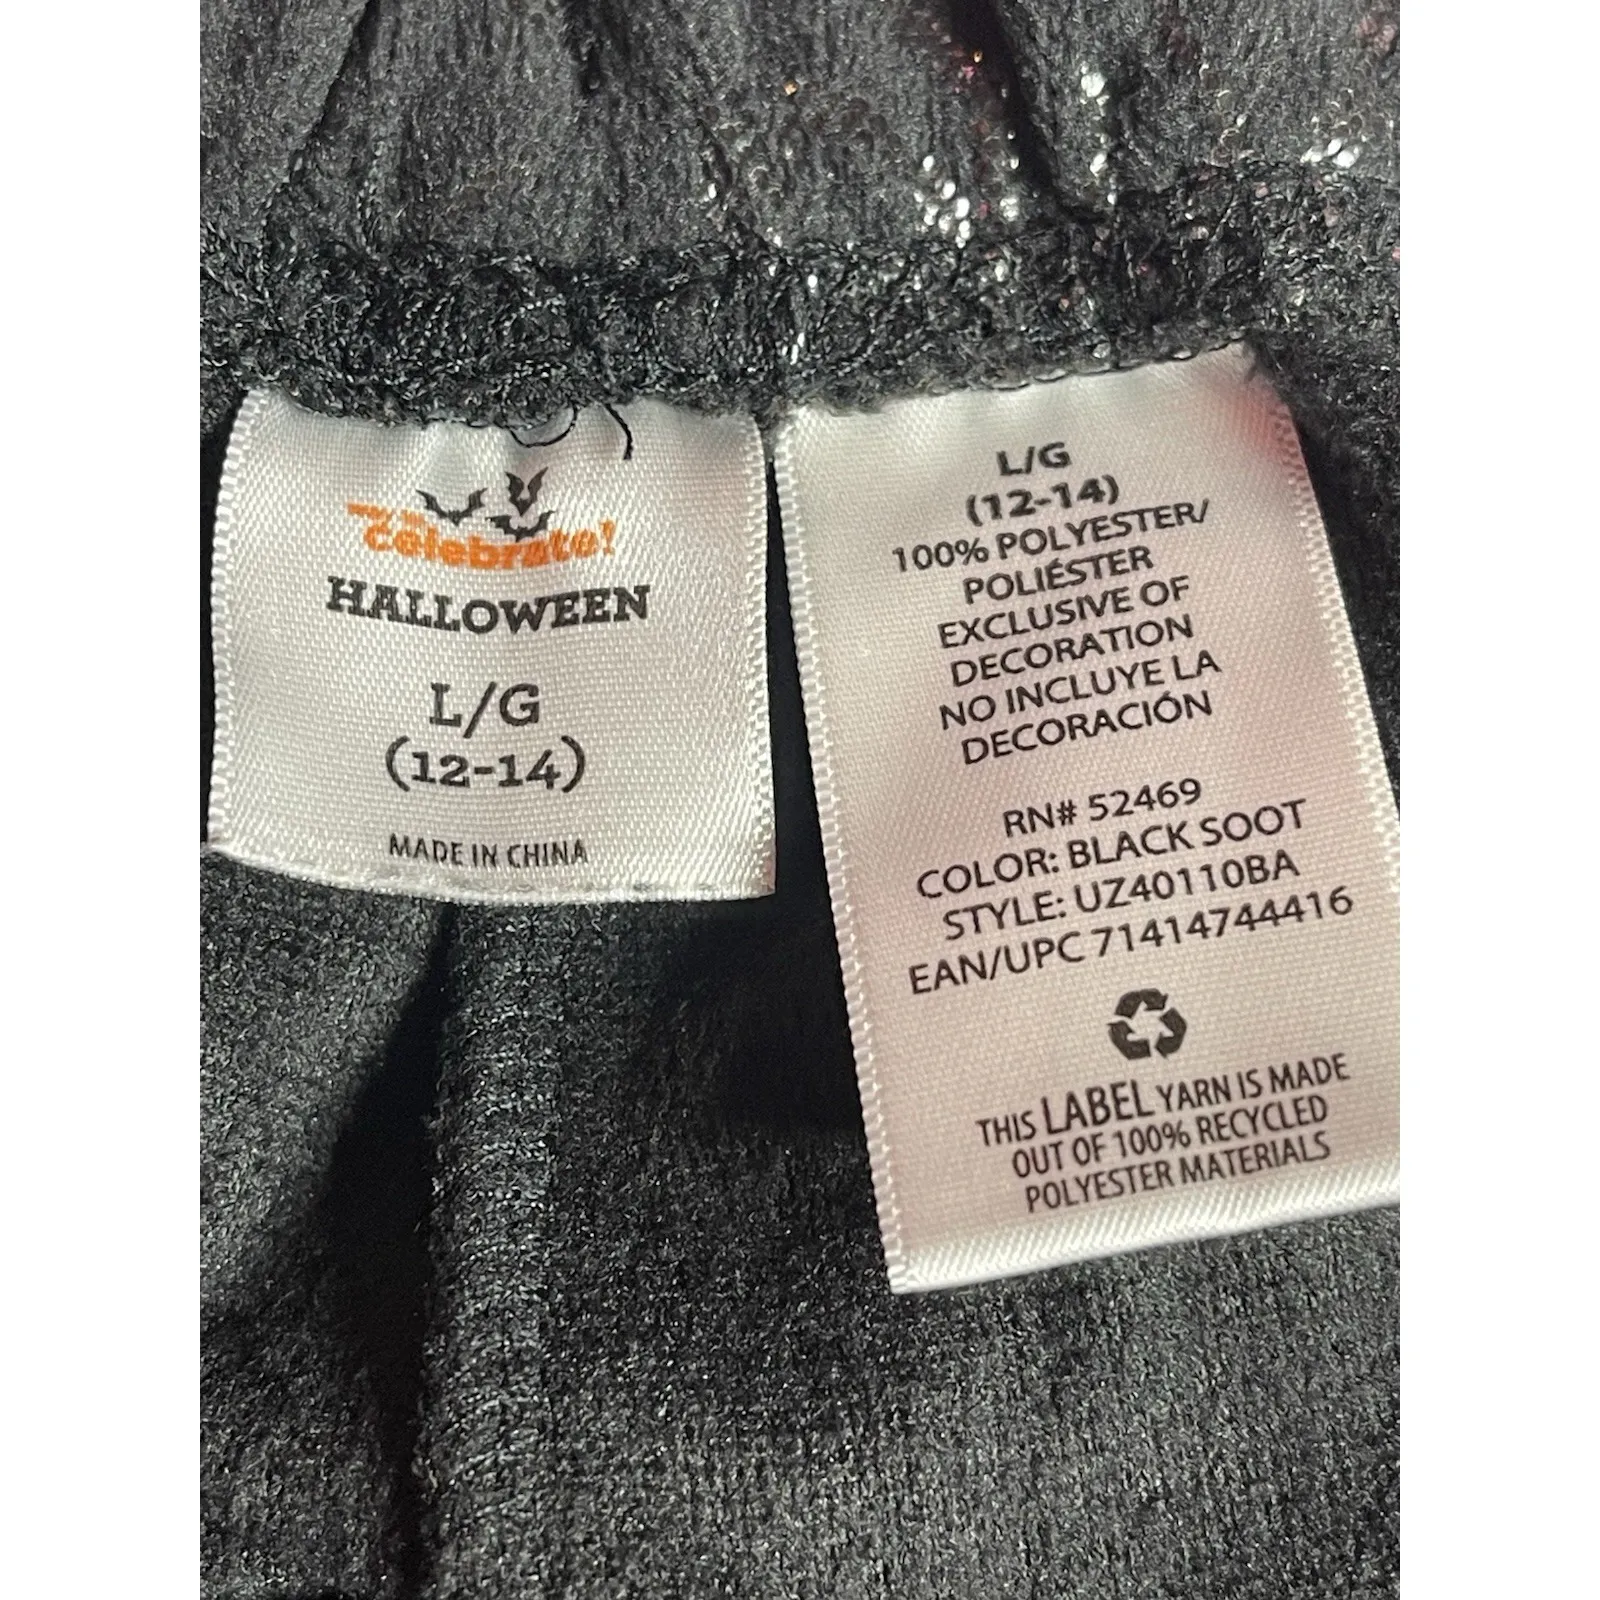 celebrate!
HALLOWEEN
L/G
(12-14)
MADE IN CHINA
L/G
(12-14)
100% POLYESTER/
POLIÉSTER
EXCLUSIVE OF
DECORATION
NO INCLUYE LA
DECORACIÓN
RN# 52469
COLOR: BLACK SOOT
STYLE: UZ40110BA
EAN/UPC 71414744416
THIS LABEL YARN IS MADE
OUT OF 100% RECYCLED
POLYESTER MATERIALS